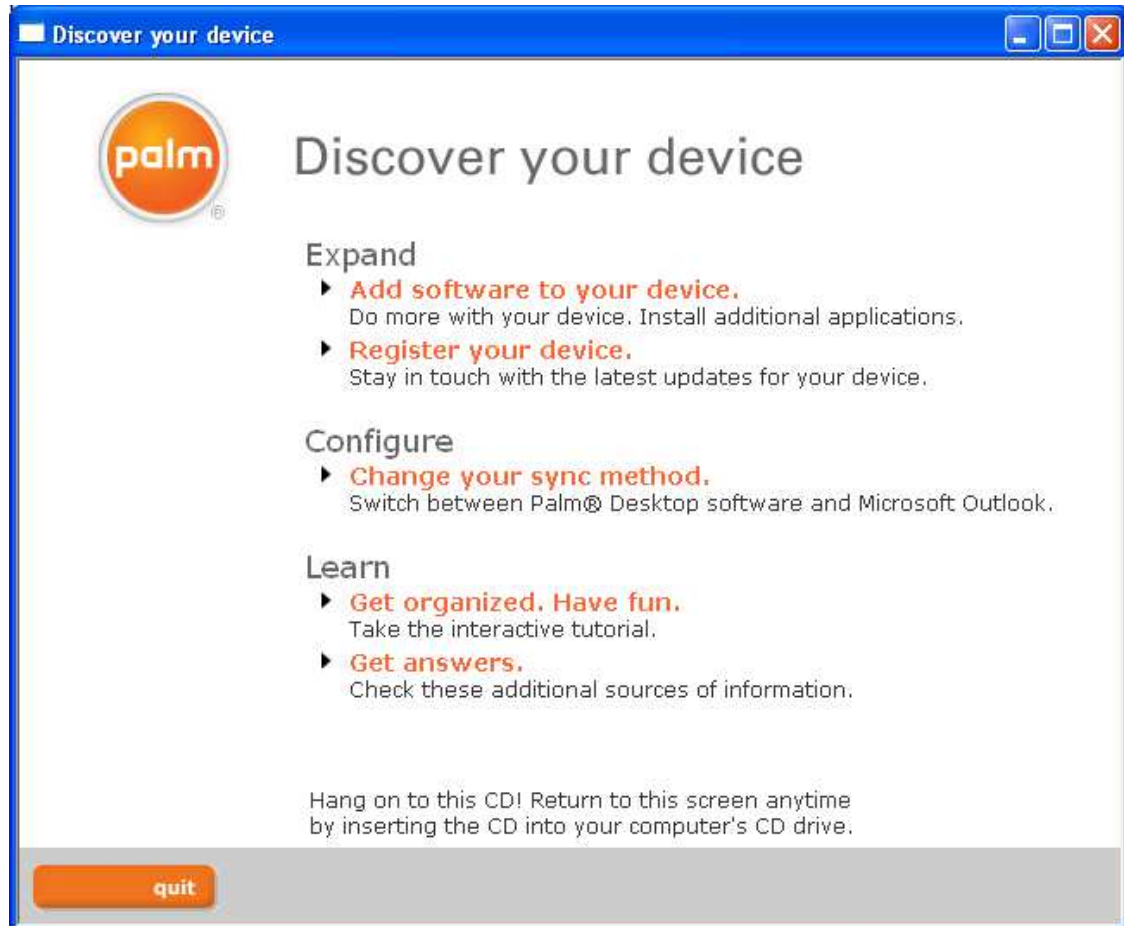 Discover your device
palm
®
Discover your device
Expand
Add software to your device.
Do more with your device. Install additional applications.
Register your device.
Stay in touch with the latest updates for your device.
Configure
Change your sync method.
Switch between Palm® Desktop software and Microsoft Outlook.
Learn
Get organized. Have fun.
Take the interactive tutorial.
Get answers.
Check these additional sources of information.
Hang on to this CD! Return to this screen anytime
by inserting the CD into your computer's CD drive.
quit